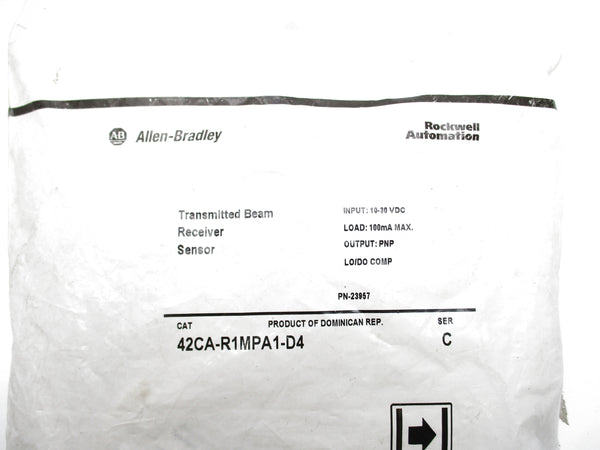 AB Allen-Bradley
Rockwell
Automation
Transmitted Beam
Receiver
Sensor
INPUT: 10-30 VDC
LOAD: 100mA MAX.
OUTPUT: PNP
LO/DO COMP
PN-23957
CAT PRODUCT OF DOMINICAN REP. SER
42CA-R1MPA1-D4 C